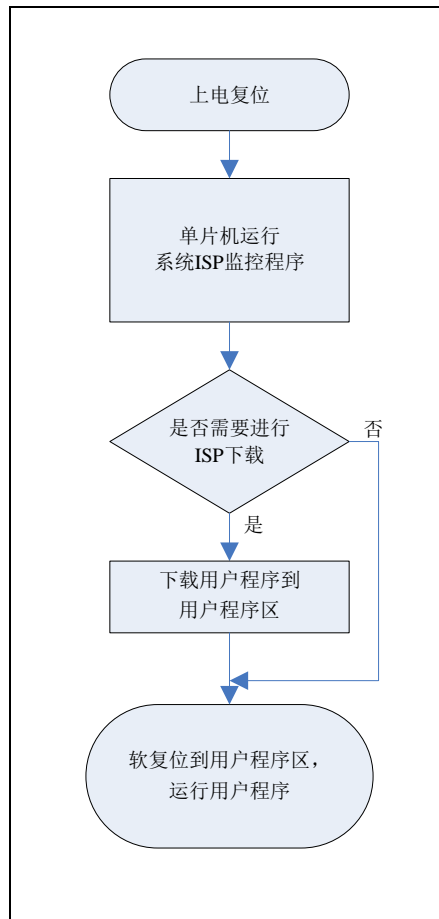 上电复位
单片机运行
系统ISP监控程序
是否需要进行
ISP下载
否
是
下载用户程序到
用户程序区
软复位到用户程序区，
运行用户程序